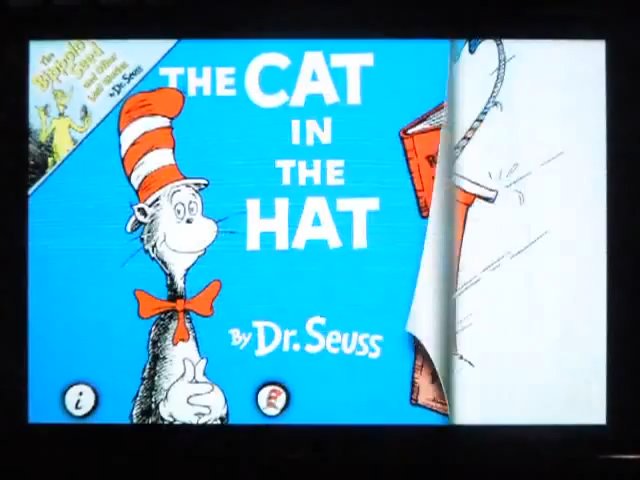 The
Bippolo
Seed
and Other
Lost Stories
by Dr. Seuss
THE CAT
IN
THE
HAT
By Dr. Seuss
i